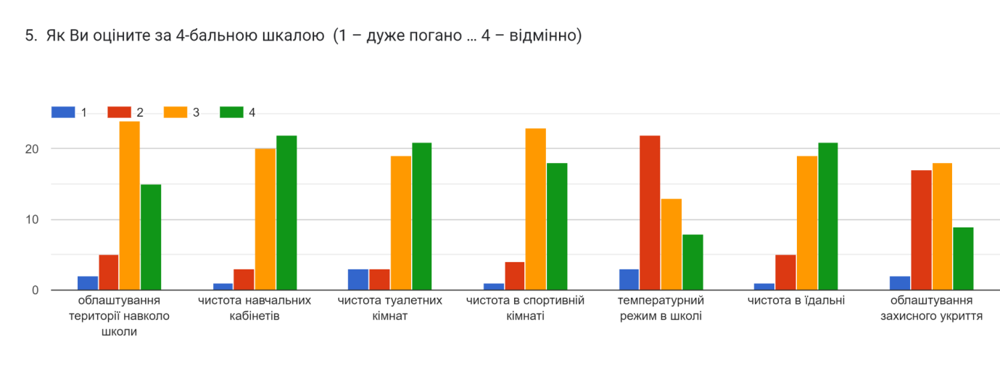 5. Як Ви оціните за 4-бальною шкалою (1 – дуже погано ... 4 – відмінно)
1 2 3 4
20
10
0
облаштування
території навколо
школи
чистота навчальних
кабінетів
чистота туалетних
кімнат
чистота в спортивній
кімнаті
температурний
режим в школі
чистота в їдальні
облаштування
захисного укриття